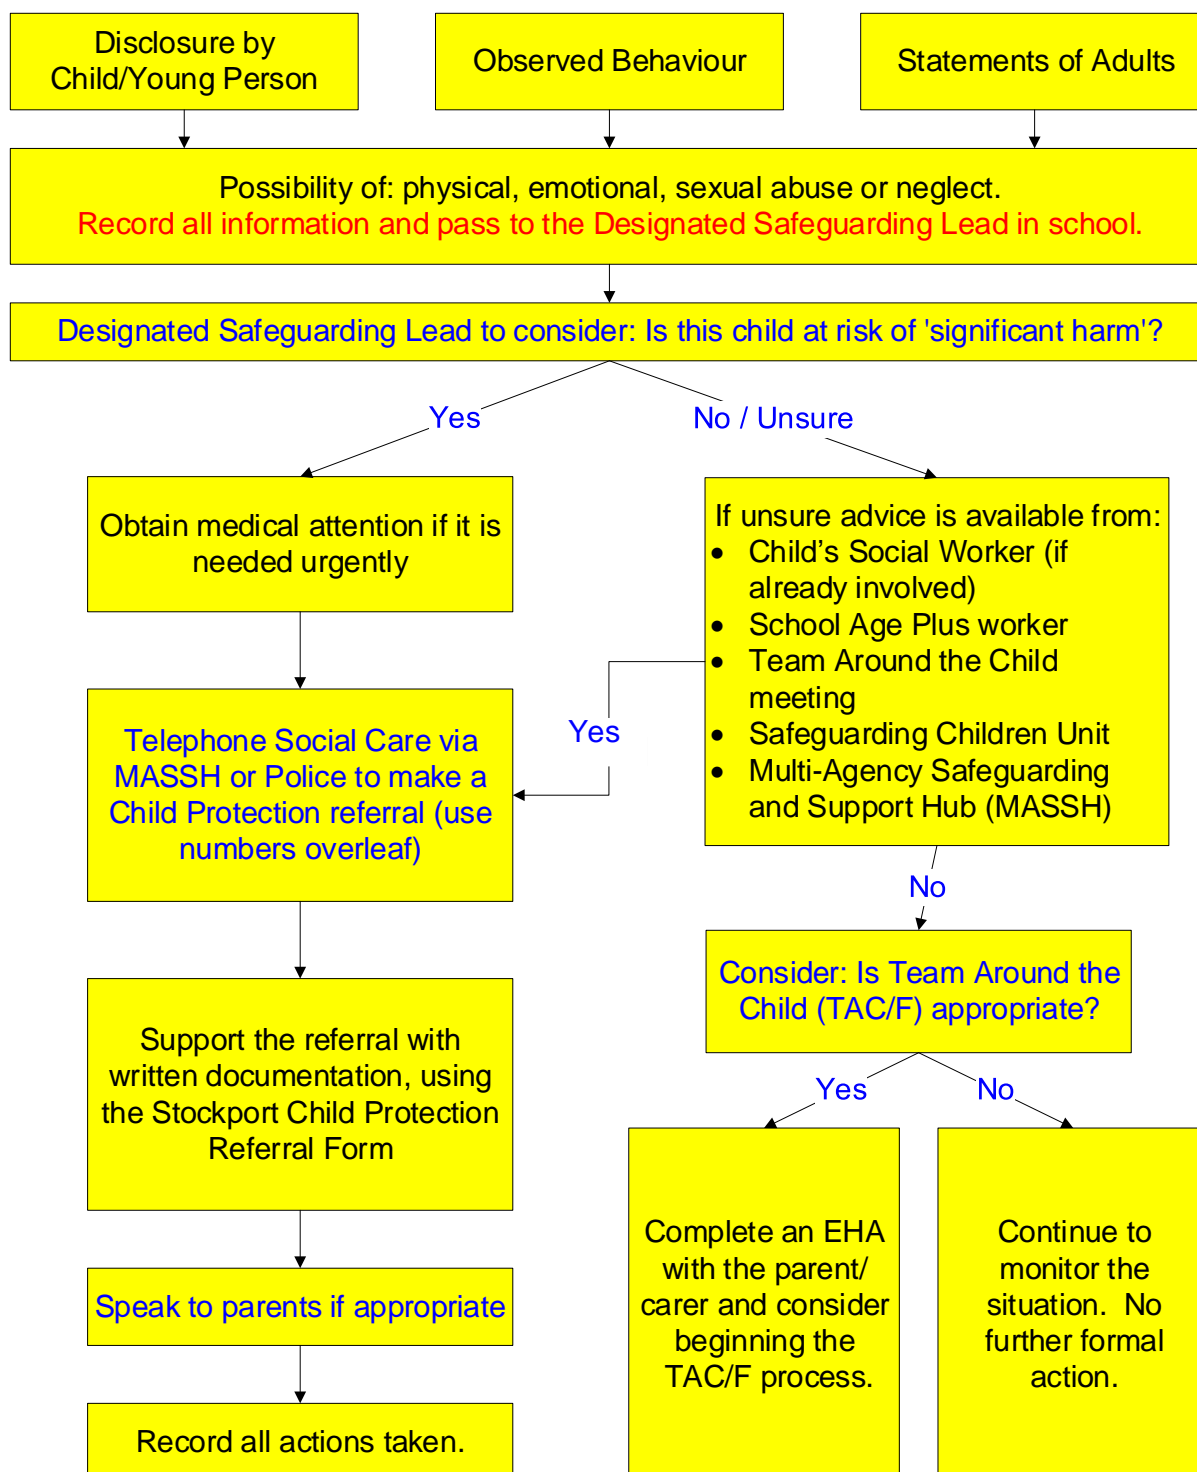 Disclosure by
Child/Young Person
Observed Behaviour
Statements of Adults
Possibility of: physical, emotional, sexual abuse or neglect.
Record all information and pass to the Designated Safeguarding Lead in school.
Designated Safeguarding Lead to consider: Is this child at risk of 'significant harm'?
Yes
No / Unsure
Obtain medical attention if it is
needed urgently
If unsure advice is available from:
• Child’s Social Worker (if
already involved)
• School Age Plus worker
• Team Around the Child
meeting
• Safeguarding Children Unit
• Multi-Agency Safeguarding
and Support Hub (MASSH)
Yes
Telephone Social Care via
MASSH or Police to make a
Child Protection referral (use
numbers overleaf)
No
Consider: Is Team Around the
Child (TAC/F) appropriate?
Support the referral with
written documentation, using
the Stockport Child Protection
Referral Form
Yes
No
Speak to parents if appropriate
Record all actions taken.
Complete an EHA
with the parent/
carer and consider
beginning the
TAC/F process.
Continue to
monitor the
situation.  No
further formal
action.